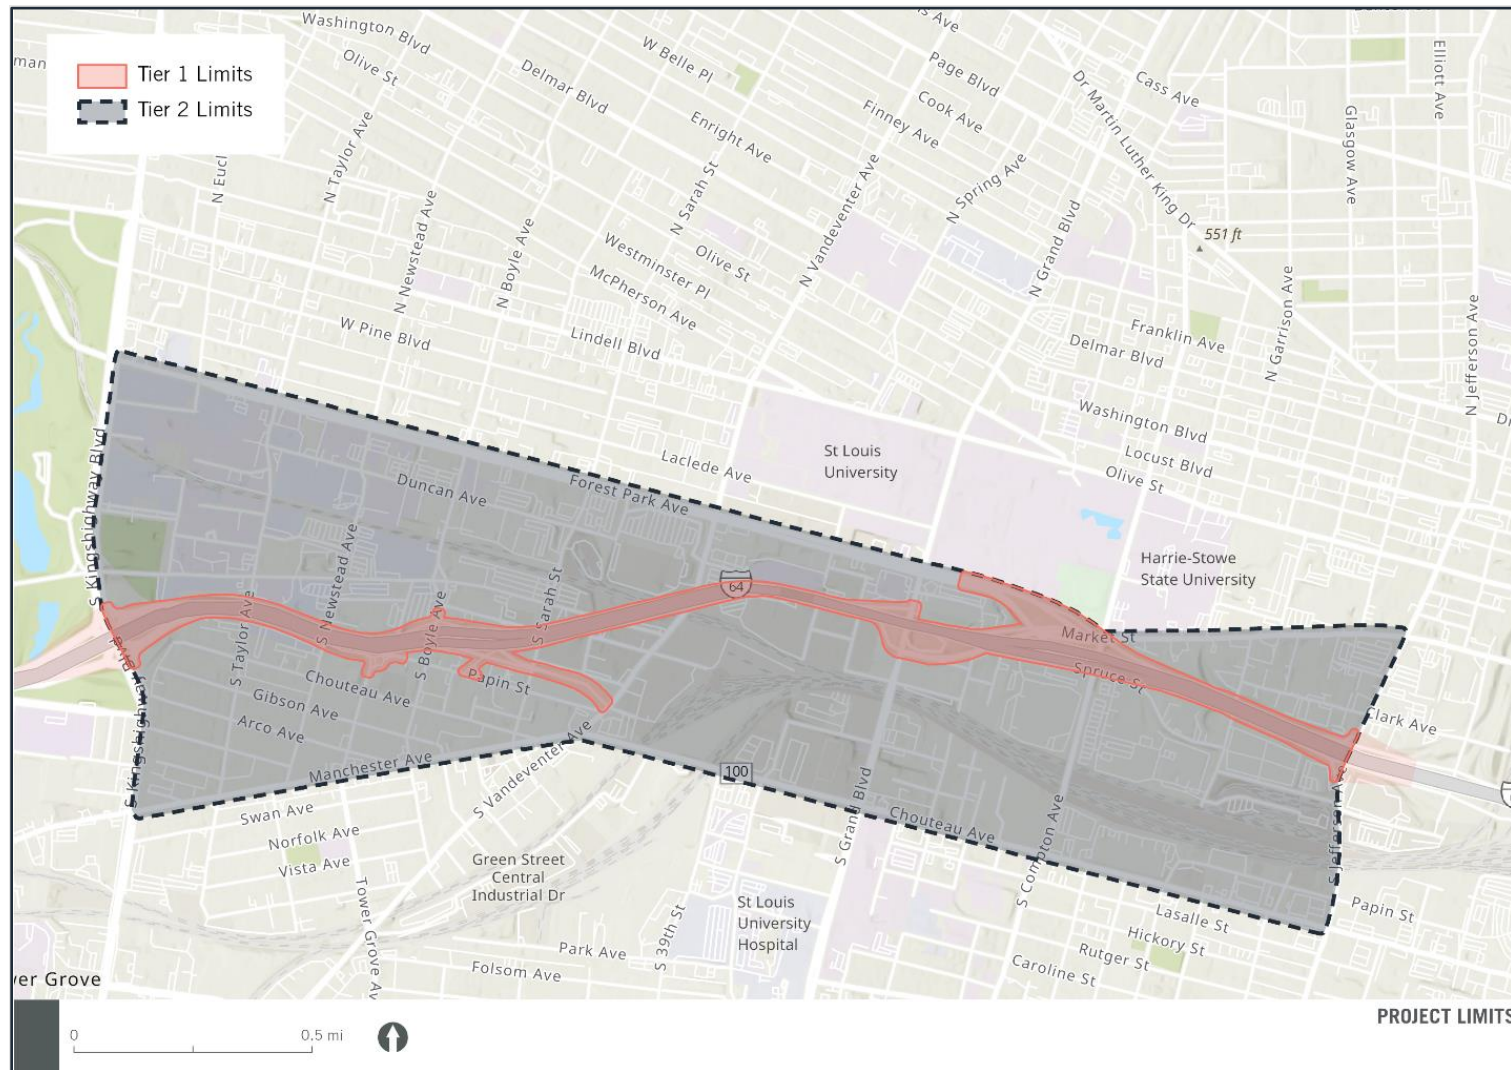 Tier 1 Limits
Tier 2 Limits
Washington Blvd
Olive St
Delmar Blvd
W Belle Pl
Page Blvd
Cook Ave
Finney Ave
Enright Ave
Dr Martin Luther King Dr
Cass Ave
Elliott Ave
Glasgow Ave
N Taylor Ave
N Newstead Ave
N Boyle Ave
N Sarah St
Olive St
Westminster Pl
McPherson Ave
N Vandeventer Ave
N Spring Ave
N Grand Blvd
551 ft
N Garrison Ave
N Jefferson Ave
Franklin Ave
Delmar Blvd
Washington Blvd
Locust Blvd
Olive St
W Pine Blvd
Lindell Blvd
Laclede Ave
St Louis
University
Harrie-Stowe
State University
S Kingshighway Blvd
Duncan Ave
Forest Park Ave
64
S Taylor Ave
S Newstead Ave
S Boyle Ave
S Sarah St
Market St
Spruce St
Clark Ave
Papin St
Chouteau Ave
Gibson Ave
Arco Ave
Manchester Ave
S Kingshighway Blvd
S Vandeventer Ave
100
Chouteau Ave
S Grand Blvd
S Compton Ave
S Jefferson Ave
Swan Ave
Norfolk Ave
Vista Ave
Tower Grove Av
Green Street
Central
Industrial Dr
St Louis
University
Hospital
S 39th St
Park Ave
Folsom Ave
Lasalle St
Hickory St
Rutger St
Caroline St
Papin St
wer Grove
0
0.5 mi
PROJECT LIMITS